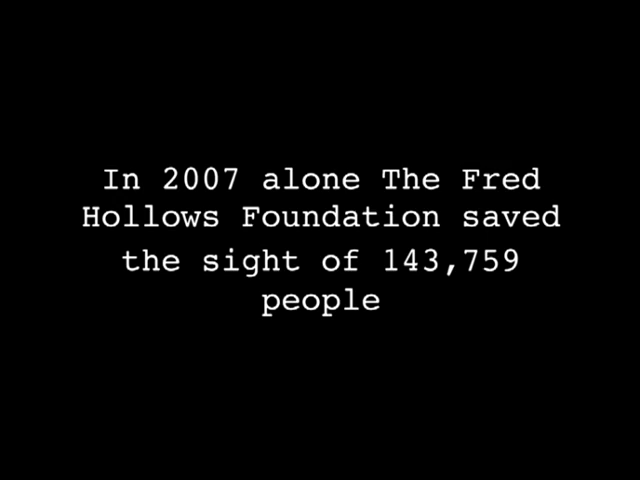 In 2007 alone The Fred
Hollows Foundation saved
the sight of 143,759
people